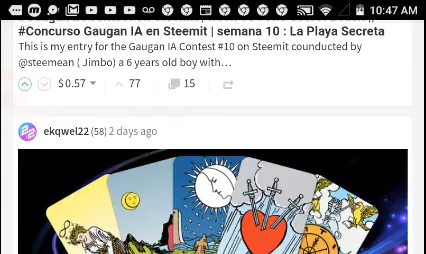 10:47 AM
#Concurso Gaugan IA en Steemit | semana 10 : La Playa Secreta
This is my entry for the Gaugan IA Contest #10 on Steemit counducted by
@steemean ( Jimbo) a 6 years old boy with…
$0.57 77 15
ekqwel22 (58) 2 days ago